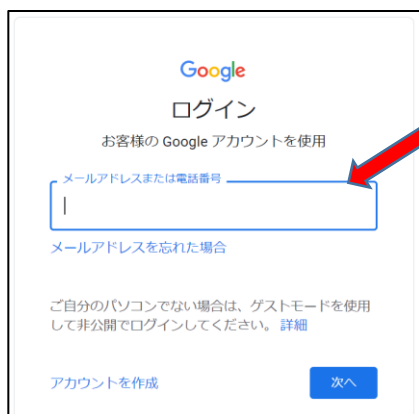 Google
ログイン
お客様の Google アカウントを使用
メールアドレスまたは電話番号
メールアドレスを忘れた場合
ご自分のパソコンでない場合は、ゲストモードを使用
して非公開でログインしてください。 詳細
アカウントを作成
次へ